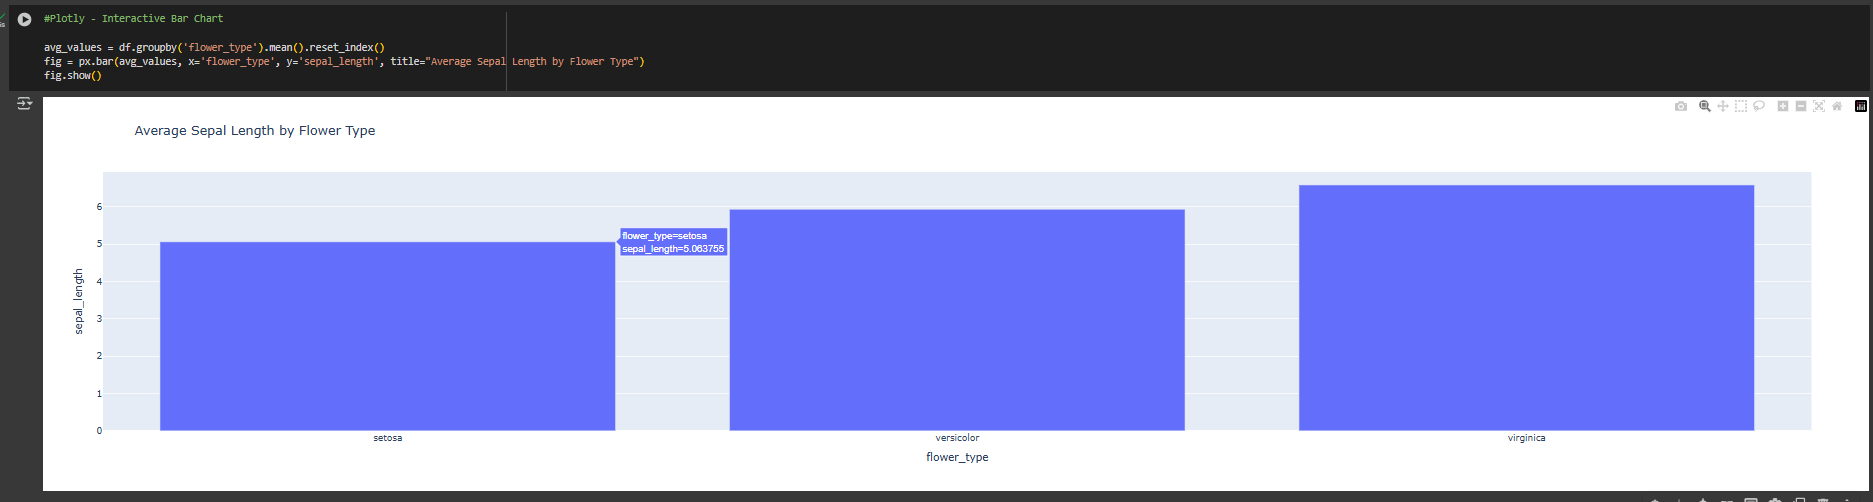 #Plotly - Interactive Bar Chart
avg_values = df.groupby('flower_type').mean().reset_index()
fig = px.bar(avg_values, x='flower_type', y='sepal_length', title="Average Sepal Length by Flower Type")
fig.show()
Average Sepal Length by Flower Type
6
5
4
3
2
1
0
sepal_length
flower_type=setosa
sepal_length=5.063755
setosa
versicolor
virginica
flower_type